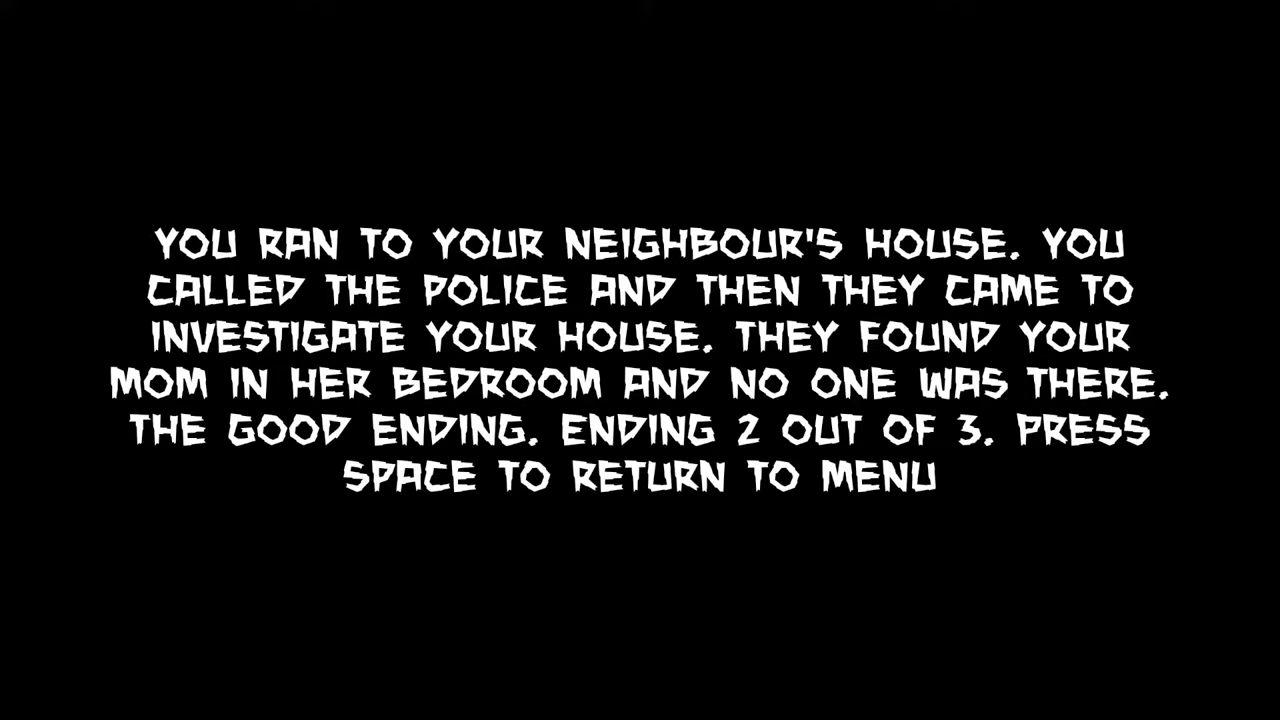 YOU RAN TO YOUR NEIGHBOUR'S HOUSE. YOU
CALLED THE POLICE AND THEN THEY CAME TO
INVESTIGATE YOUR HOUSE. THEY FOUND YOUR
MOM IN HER BEDROOM AND NO ONE WAS THERE.
THE GOOD ENDING. ENDING 2 OUT OF 3. PRESS
SPACE TO RETURN TO MENU